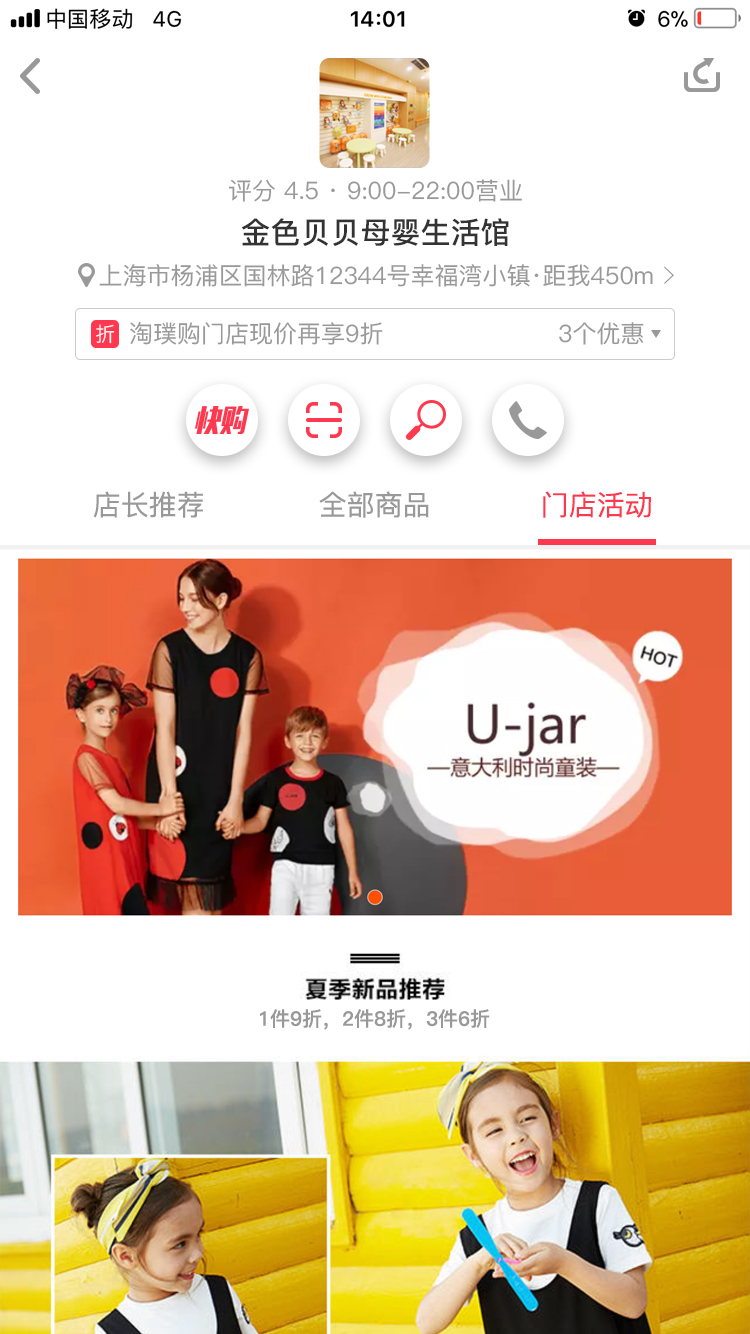 中国移动 4G 14:01 6%
评分 4.5 · 9:00-22:00营业
金色贝贝母婴生活馆
上海市杨浦区国林路12344号幸福湾小镇·距我450m
折 淘璞购门店现价再享9折 3个优惠
快购
店长推荐 全部商品 门店活动
HOT
U-jar
—意大利时尚童装—
夏季新品推荐
1件9折，2件8折，3件6折